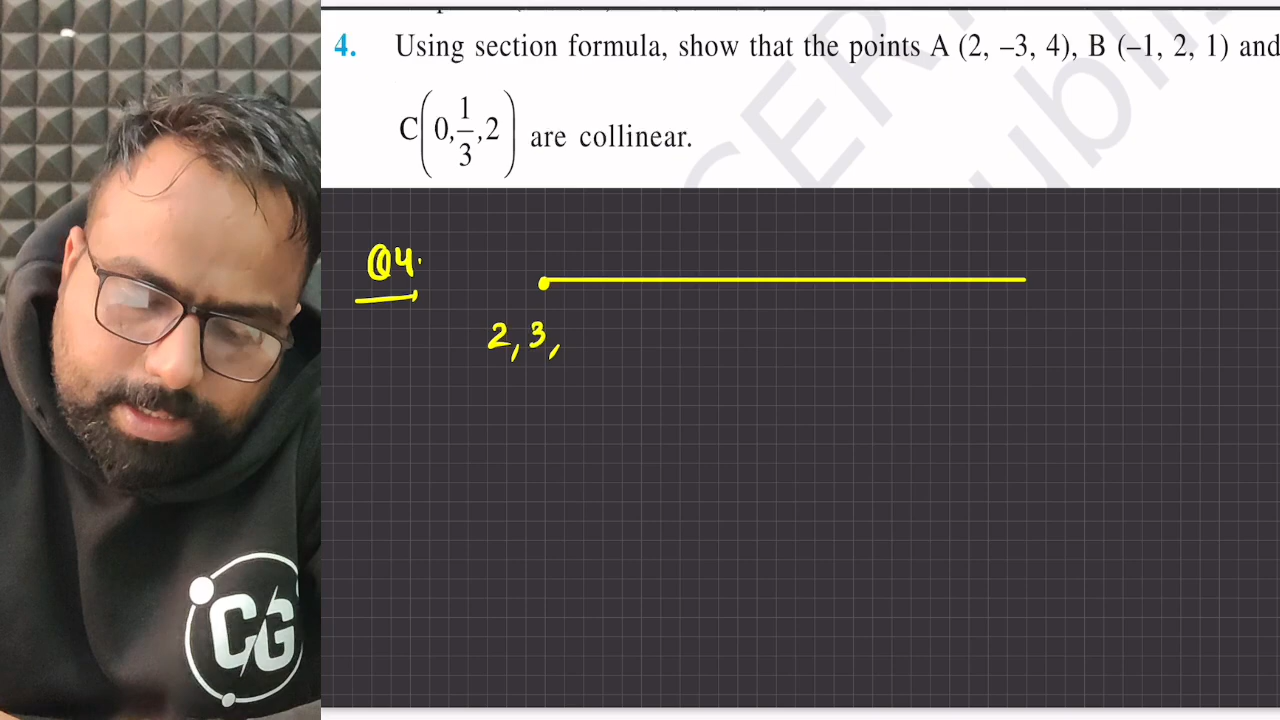 4. Using section formula, show that the points A (2, –3, 4), B (–1, 2, 1) and
C(0, 1/3, 2) are collinear.
Q4.
2, 3,
CG